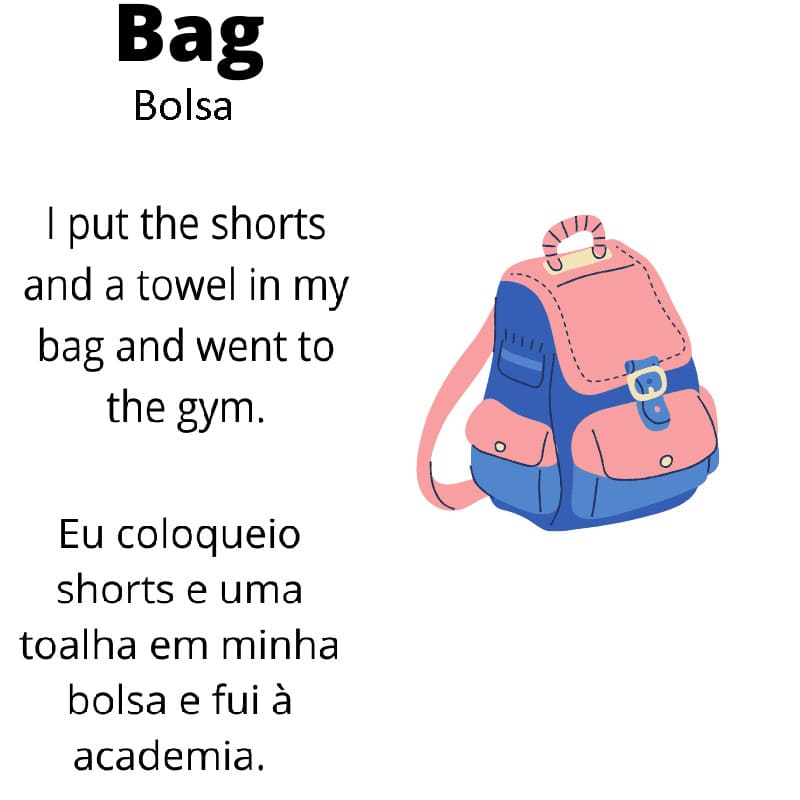 Bag
Bolsa
I put the shorts
and a towel in my
bag and went to
the gym.
Eu coloqueio
shorts e uma
toalha em minha
bolsa e fui à
academia.